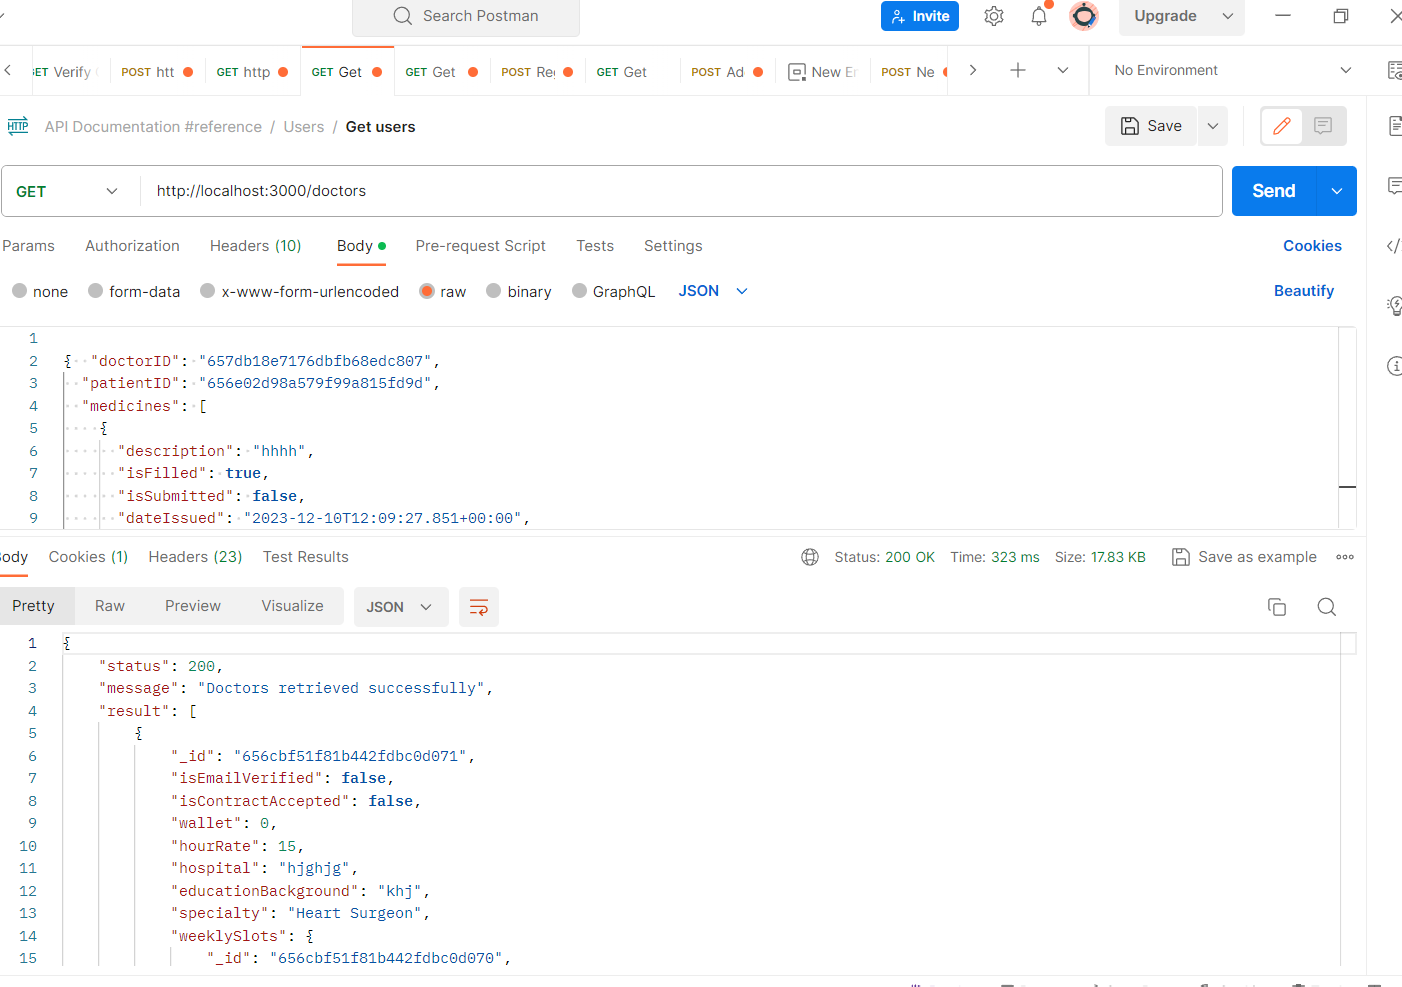 Search Postman
Invite
Upgrade
GET Verify
POST htt
GET http
GET Get
GET Get
POST Re
GET Get
POST Ad
New Er
POST Ne
No Environment
HTTP
API Documentation #reference / Users / Get users
Save
GET
http://localhost:3000/doctors
Send
Params Authorization Headers (10) Body Pre-request Script Tests Settings
Cookies
none form-data x-www-form-urlencoded raw binary GraphQL JSON
Beautify
1
2 { "doctorID": "657db18e7176dbfb68edc807",
3 "patientID": "656e02d98a579f99a815fd9d",
4 "medicines": [
5 {
6 "description": "hhhh",
7 "isFilled": true,
8 "isSubmitted": false,
9 "dateIssued": "2023-12-10T12:09:27.851+00:00",
Body Cookies (1) Headers (23) Test Results
Status: 200 OK Time: 323 ms Size: 17.83 KB
Save as example
Pretty Raw Preview Visualize JSON
1 {
2 "status": 200,
3 "message": "Doctors retrieved successfully",
4 "result": [
5 {
6 "_id": "656cbf51f81b442fdbc0d071",
7 "isEmailVerified": false,
8 "isContractAccepted": false,
9 "wallet": 0,
10 "hourRate": 15,
11 "hospital": "hjghjg",
12 "educationBackground": "khj",
13 "specialty": "Heart Surgeon",
14 "weeklySlots": {
15 "_id": "656cbf51f81b442fdbc0d070",